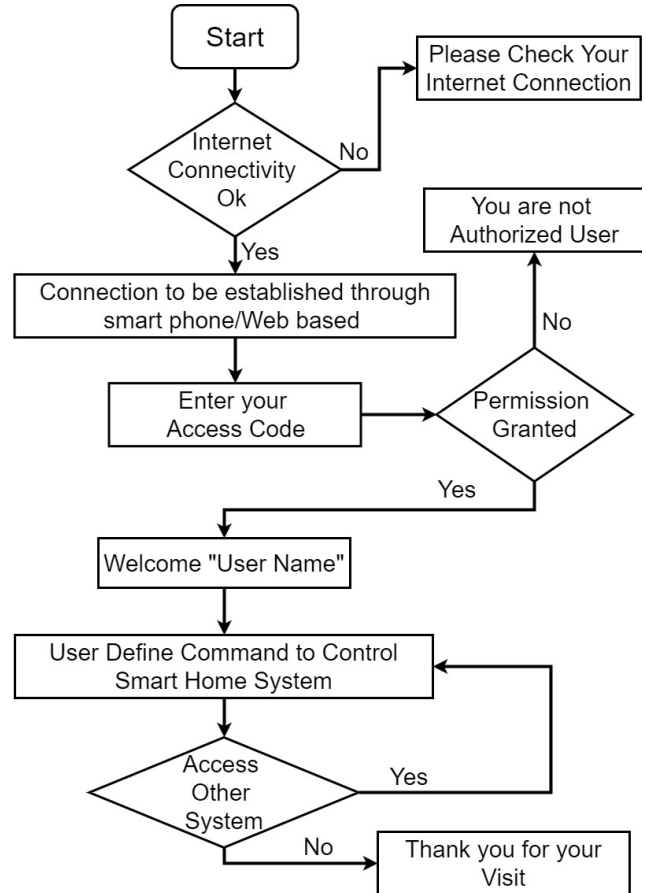 Start
Please Check Your
Internet Connection
Internet
Connectivity
Ok
No
Yes
You are not
Authorized User
Connection to be established through
smart phone/Web based
No
Enter your
Access Code
Permission
Granted
Yes
Welcome "User Name"
User Define Command to Control
Smart Home System
Access
Other
System
Yes
No
Thank you for your
Visit